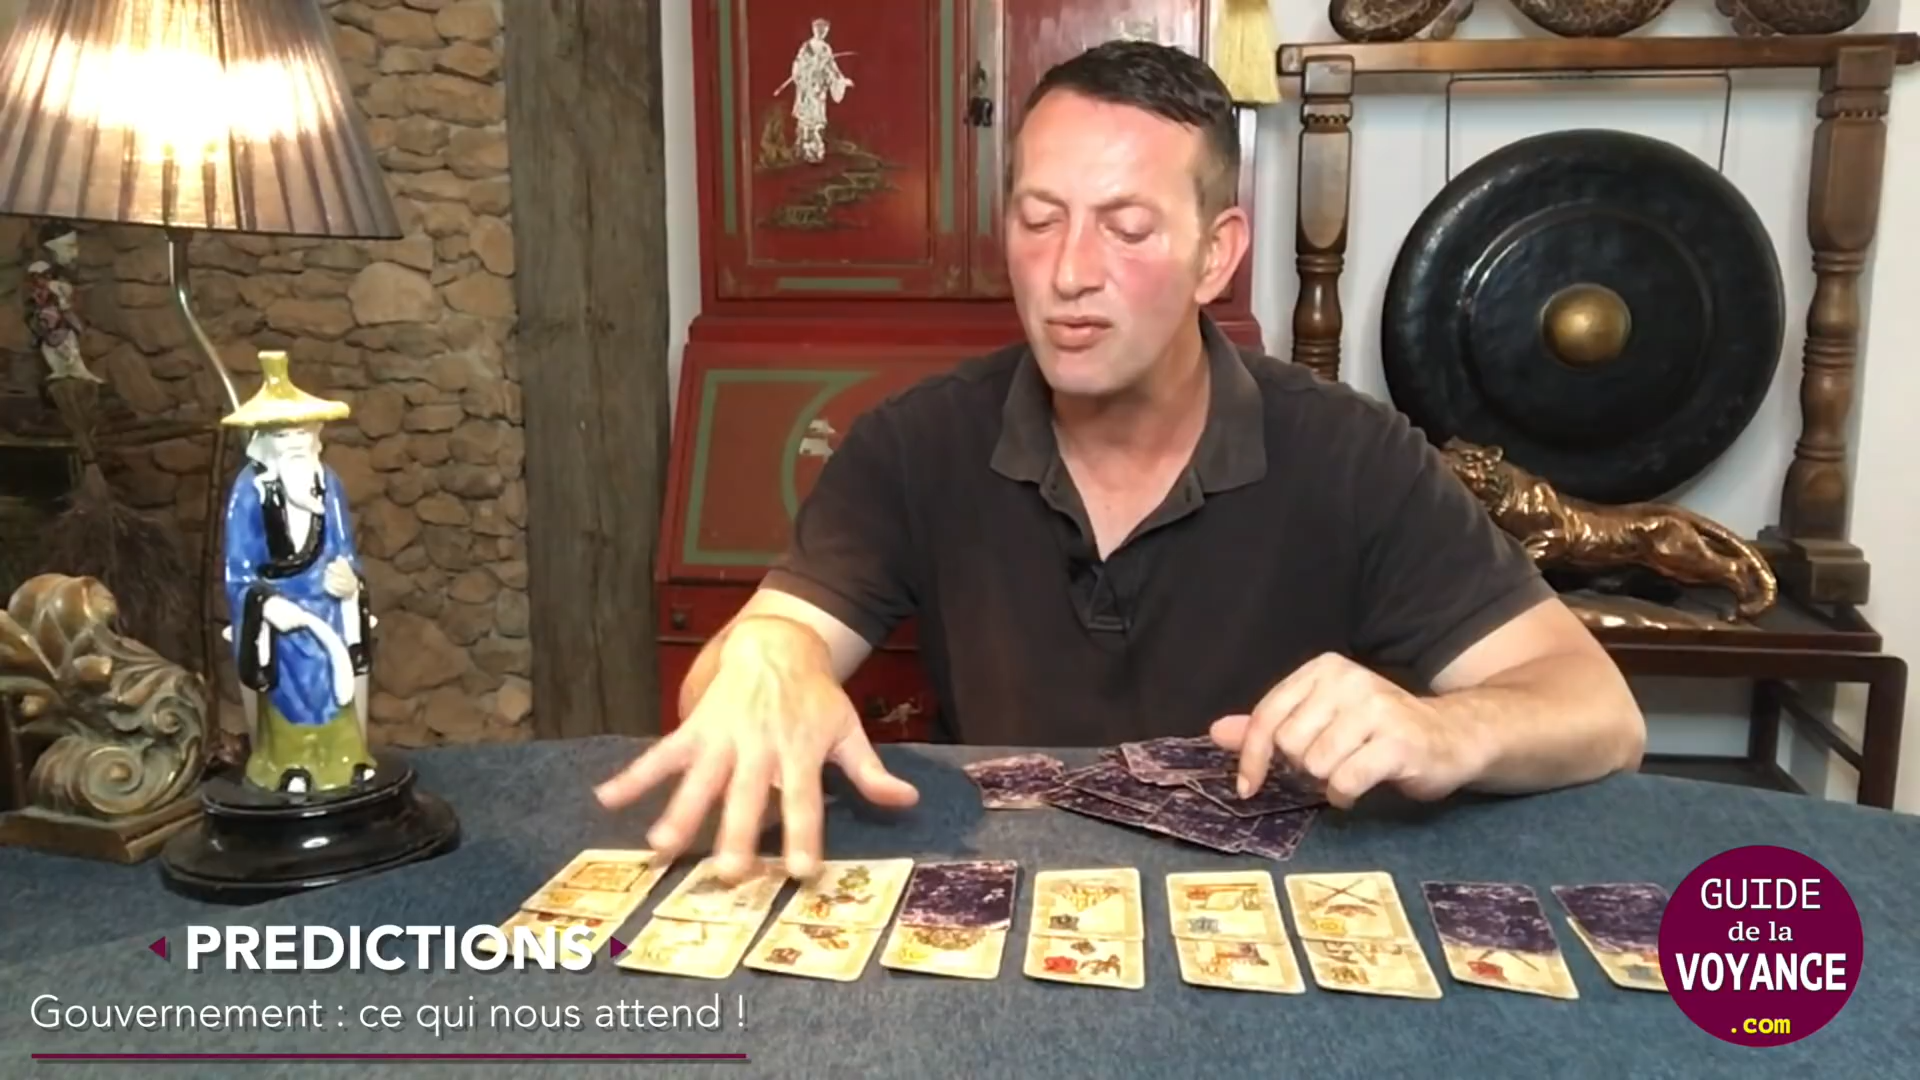 PREDICTIONS
Gouvernement : ce qui nous attend !
GUIDE
de la
VOYANCE
.com